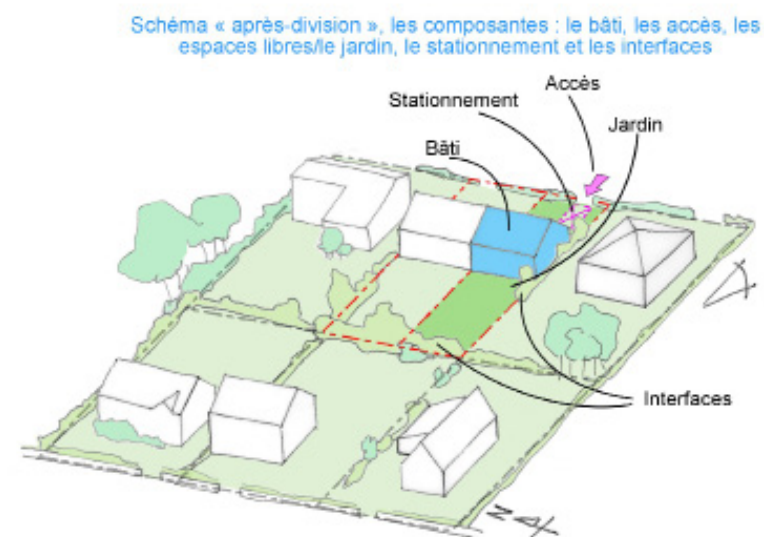 Schéma « après-division », les composantes : le bâti, les accès, les
espaces libres/le jardin, le stationnement et les interfaces
Accès
Stationnement
Jardin
Bâti
Interfaces